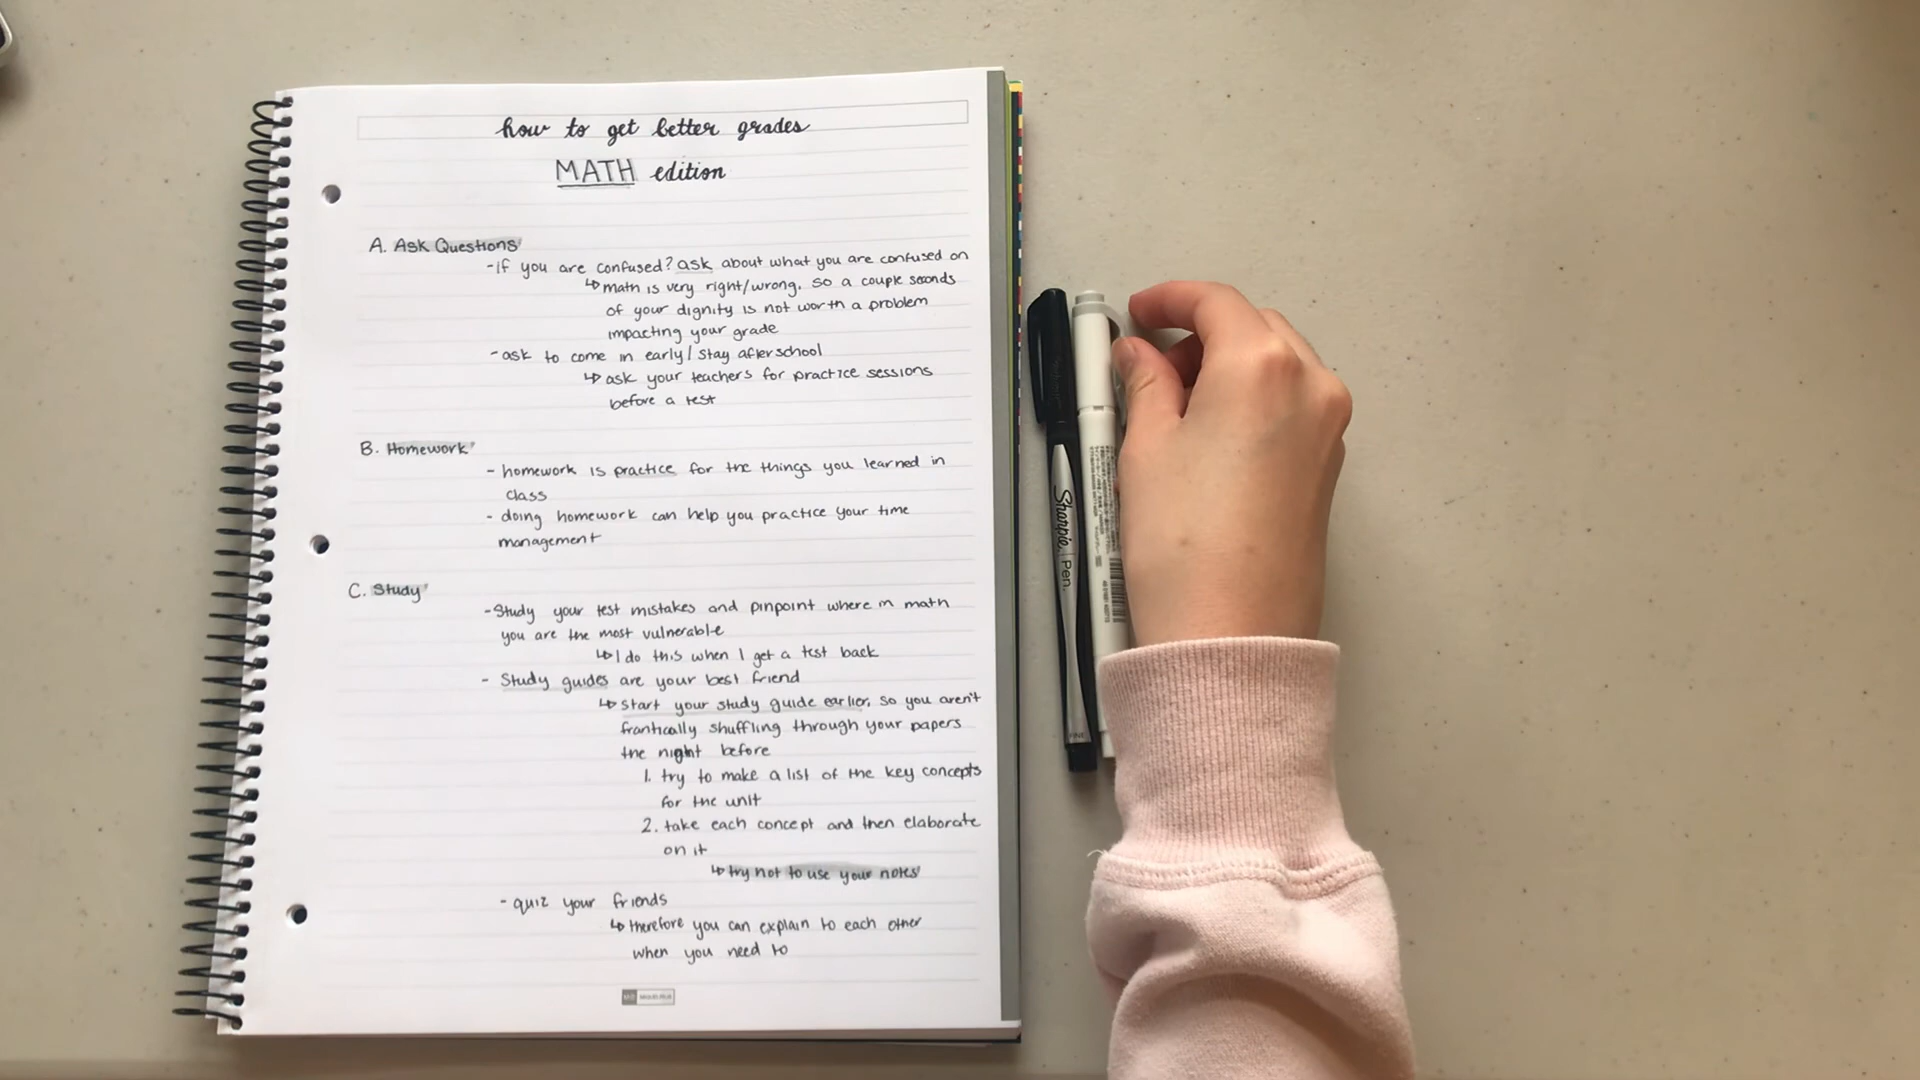 how to get better grades
MATH edition
A. Ask Questions
-if you are confused? ask about what you are confused on
↳ math is very right/wrong, so a couple seconds
of your dignity is not worth a problem
impacting your grade
-ask to come in early/stay afterschool
↳ ask your teachers for practice sessions
before a test
B. Homework
- homework is practice for the things you learned in
class
- doing homework can help you practice your time
management
C. Study
-Study your test mistakes and pinpoint where in math
you are the most vulnerable
↳ I do this when I get a test back
- Study guides are your best friend
↳ start your study guide earlier, so you aren't
frantically shuffling through your papers
the night before
1. try to make a list of the key concepts
for the unit
2. take each concept and then elaborate
on it
↳ try not to use your notes
- quiz your friends
↳ therefore you can explain to each other
when you need to
Sharpie Pen
FINE